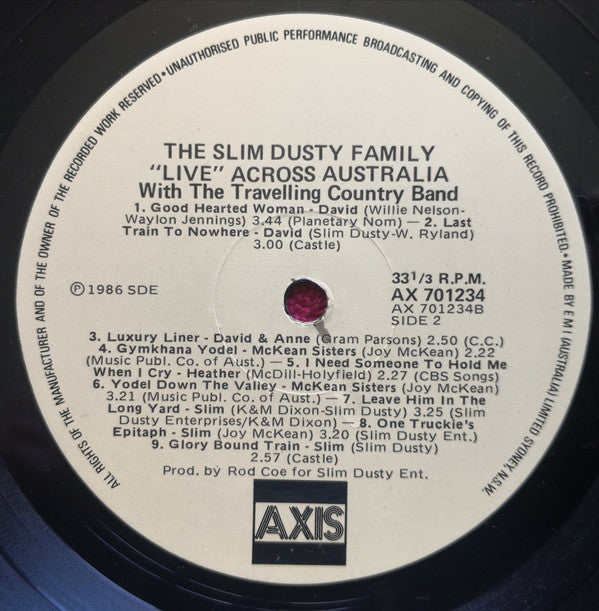 ALL RIGHTS OF THE MANUFACTURER AND OF THE OWNER OF THE RECORDED WORK RESERVED • UNAUTHORISED PUBLIC PERFORMANCE BROADCASTING AND COPYING OF THIS RECORD PROHIBITED. • MADE BY E M I (AUSTRALIA) LIMITED SYDNEY, N.S.W.
THE SLIM DUSTY FAMILY
"LIVE" ACROSS AUSTRALIA
With The Travelling Country Band
1. Good Hearted Woman - David (Willie Nelson-
Waylon Jennings) 3.44 (Planetary Nom) — 2. Last
Train To Nowhere - David (Slim Dusty-W. Ryland)
3.00 (Castle)
℗ 1986 SDE
33 1/3 R.P.M.
AX 701234
AX 701234B
SIDE 2
3. Luxury Liner - David & Anne (Gram Parsons) 2.50 (C.C.)
4. Gymkhana Yodel - McKean Sisters (Joy McKean) 2.22
(Music Publ. Co. of Aust.) — 5. I Need Someone To Hold Me
When I Cry - Heather (McDill-Holyfield) 2.27 (CBS Songs)
6. Yodel Down The Valley - McKean Sisters (Joy McKean)
3.21 (Music Publ. Co. of Aust.) — 7. Leave Him In The
Long Yard - Slim (K&M Dixon-Slim Dusty) 3.25 (Slim
Dusty Enterprises/K&M Dixon) — 8. One Truckie's
Epitaph - Slim (Joy McKean) 3.20 (Slim Dusty Ent.)
9. Glory Bound Train - Slim (Slim Dusty)
2.57 (Castle)
Prod. by Rod Coe for Slim Dusty Ent.
AXIS